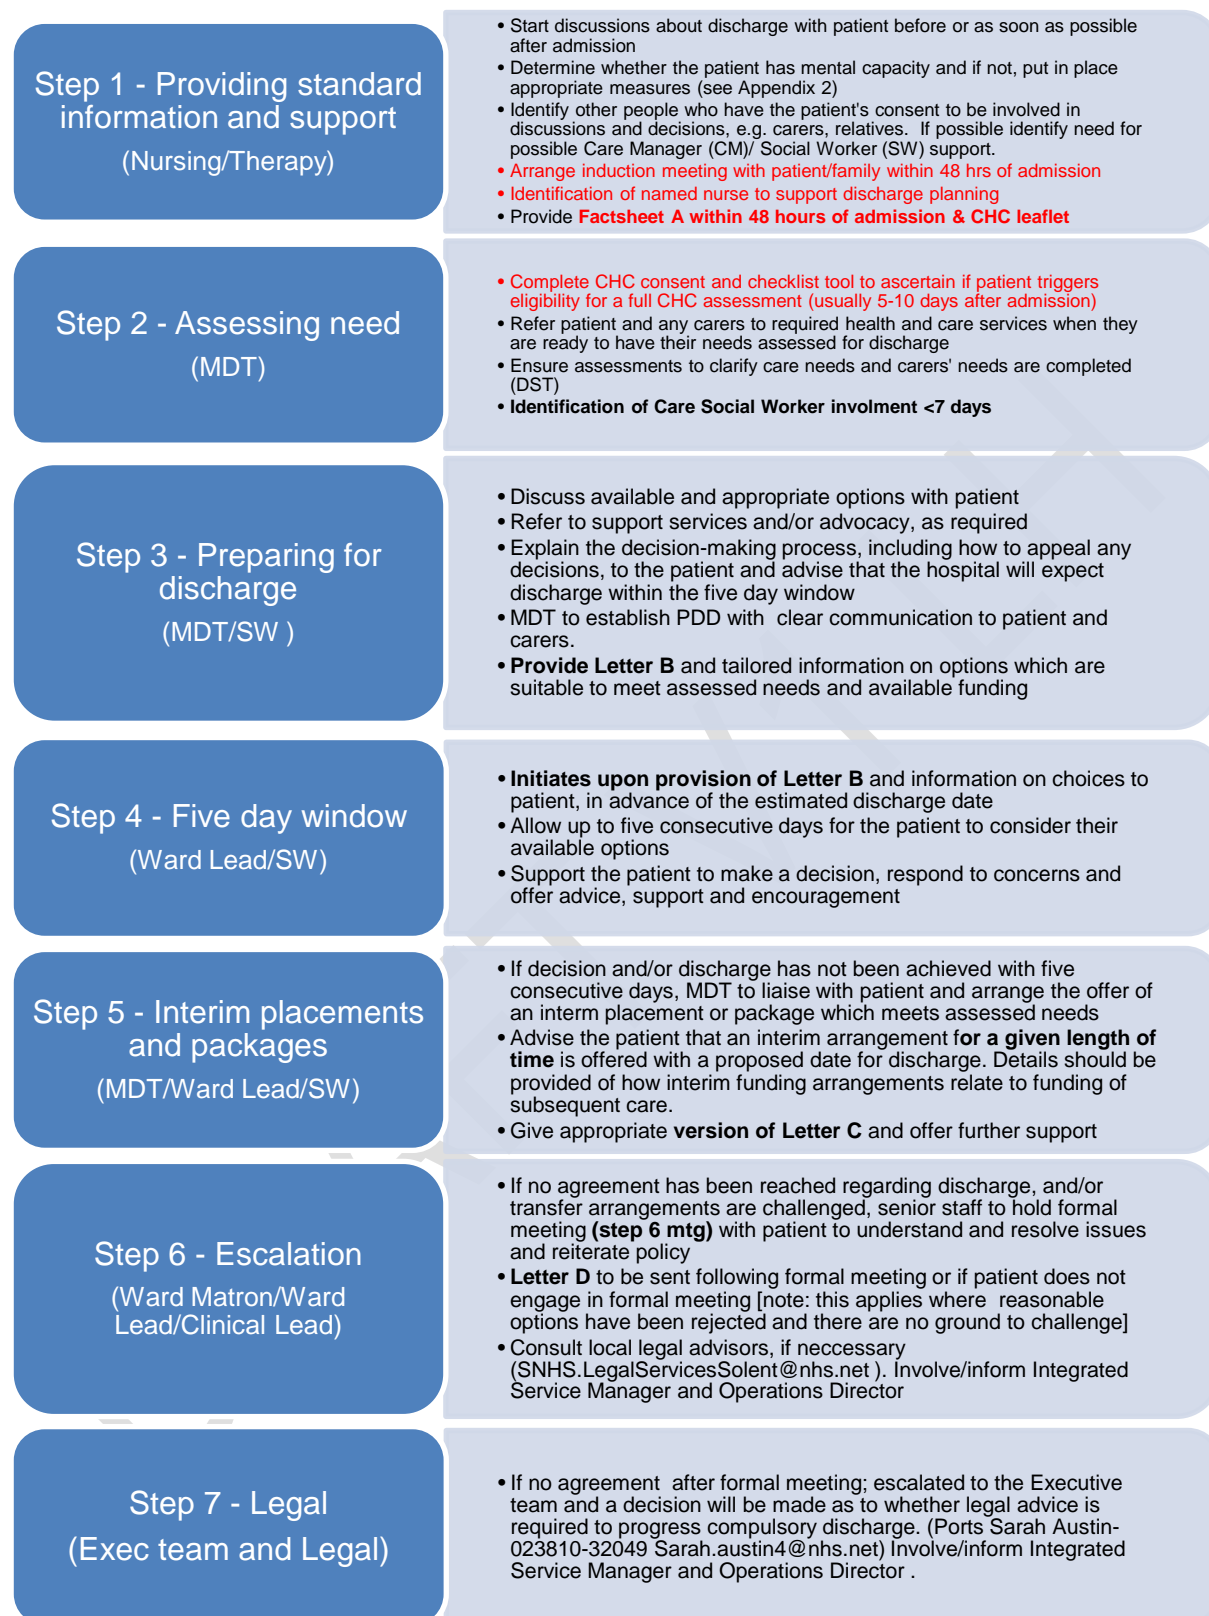 Step 1 - Providing standard
information and support
(Nursing/Therapy)
• Start discussions about discharge with patient before or as soon as possible
after admission
• Determine whether the patient has mental capacity and if not, put in place
appropriate measures (see Appendix 2)
• Identify other people who have the patient's consent to be involved in
discussions and decisions, e.g. carers, relatives.  If possible identify need for
possible Care Manager (CM)/ Social Worker (SW) support.
• Arrange induction meeting with patient/family within 48 hrs of admission
• Identification of named nurse to support discharge planning
• Provide Factsheet A within 48 hours of admission & CHC leaflet
Step 2 - Assessing need
(MDT)
• Complete CHC consent and checklist tool to ascertain if patient triggers
eligibility for a full CHC assessment (usually 5-10 days after admission)
• Refer patient and any carers to required health and care services when they
are ready to have their needs assessed for discharge
• Ensure assessments to clarify care needs and carers' needs are completed
(DST)
• Identification of Care Social Worker involment <7 days
Step 3 - Preparing for
discharge
(MDT/SW )
• Discuss available and appropriate options with patient
• Refer to support services and/or advocacy, as required
• Explain the decision-making process, including how to appeal any
decisions, to the patient and advise that the hospital will expect
discharge within the five day window
• MDT to establish PDD with  clear communication to patient and
carers.
• Provide Letter B and tailored information on options which are
suitable to meet assessed needs and available funding
Step 4 - Five day window
(Ward Lead/SW)
• Initiates upon provision of Letter B and information on choices to
patient, in advance of the estimated discharge date
• Allow up to five consecutive days for the patient to consider their
available options
• Support the patient to make a decision, respond to concerns and
offer advice, support and encouragement
Step 5 - Interim placements
and packages
(MDT/Ward Lead/SW)
• If decision and/or discharge has not been achieved with five
consecutive days, MDT to liaise with patient and arrange the offer of
an interm placement or package which meets assessed needs
• Advise the patient that an interim arrangement for a given length of
time is offered with a proposed date for discharge. Details should be
provided of how interim funding arrangements relate to funding of
subsequent care.
• Give appropriate version of Letter C and offer further support
Step 6 - Escalation
(Ward Matron/Ward
Lead/Clinical Lead)
• If no agreement has been reached regarding discharge, and/or
transfer arrangements are challenged, senior staff to hold formal
meeting (step 6 mtg) with patient to understand and resolve issues
and reiterate policy
• Letter D to be sent following formal meeting or if patient does not
engage in formal meeting [note: this applies where  reasonable
options have been rejected and there are no ground to challenge]
• Consult local legal advisors, if neccessary
(SNHS.LegalServicesSolent@nhs.net ). Involve/inform Integrated
Service Manager and Operations Director
Step 7 - Legal
(Exec team and Legal)
• If no agreement  after formal meeting; escalated to the Executive
team and a decision will be made as to whether legal advice is
required to progress compulsory discharge. (Ports Sarah Austin-
023810-32049 Sarah.austin4@nhs.net) Involve/inform Integrated
Service Manager and Operations Director .